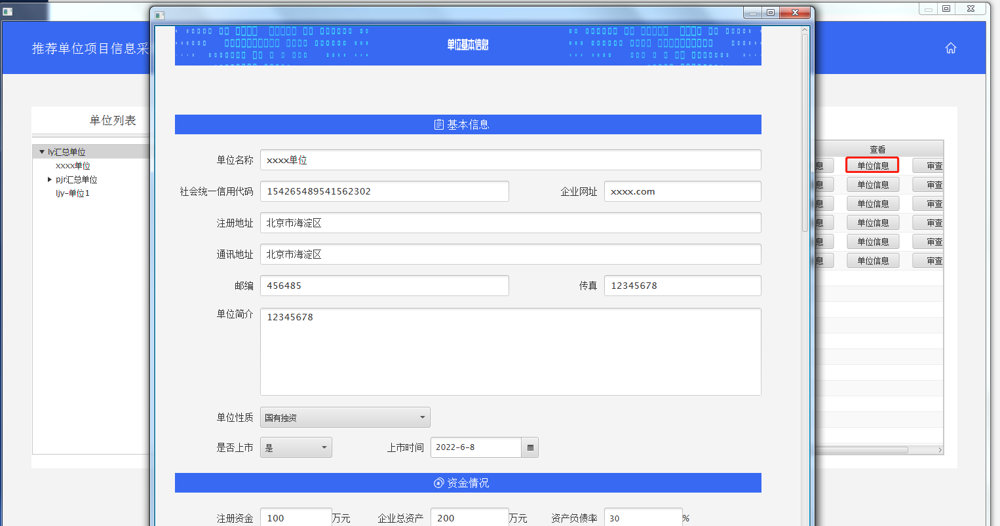 推荐单位项目信息采
单位列表
ly汇总单位
xxxx单位
pjr汇总单位
ljy-单位1
单位基本信息
基本信息
单位名称 xxxx单位
社会统一信用代码 154265489541562302 企业网址 xxxx.com
注册地址 北京市海淀区
通讯地址 北京市海淀区
邮编 456485 传真 12345678
单位简介 12345678
单位性质 国有独资
是否上市 是 上市时间 2022-6-8
资金情况
注册资金 100 万元 企业总资产 200 万元 资产负债率 30 %
查看
息 单位信息 审查
息 单位信息 审查
息 单位信息 审查
息 单位信息 审查
息 单位信息 审查
息 单位信息 审查